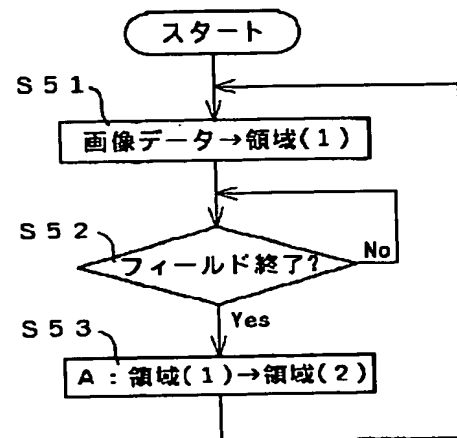 スタート
S51
画像データ→領域(1)
S52
フィールド終了?
No
Yes
S53
A:領域(1)→領域(2)